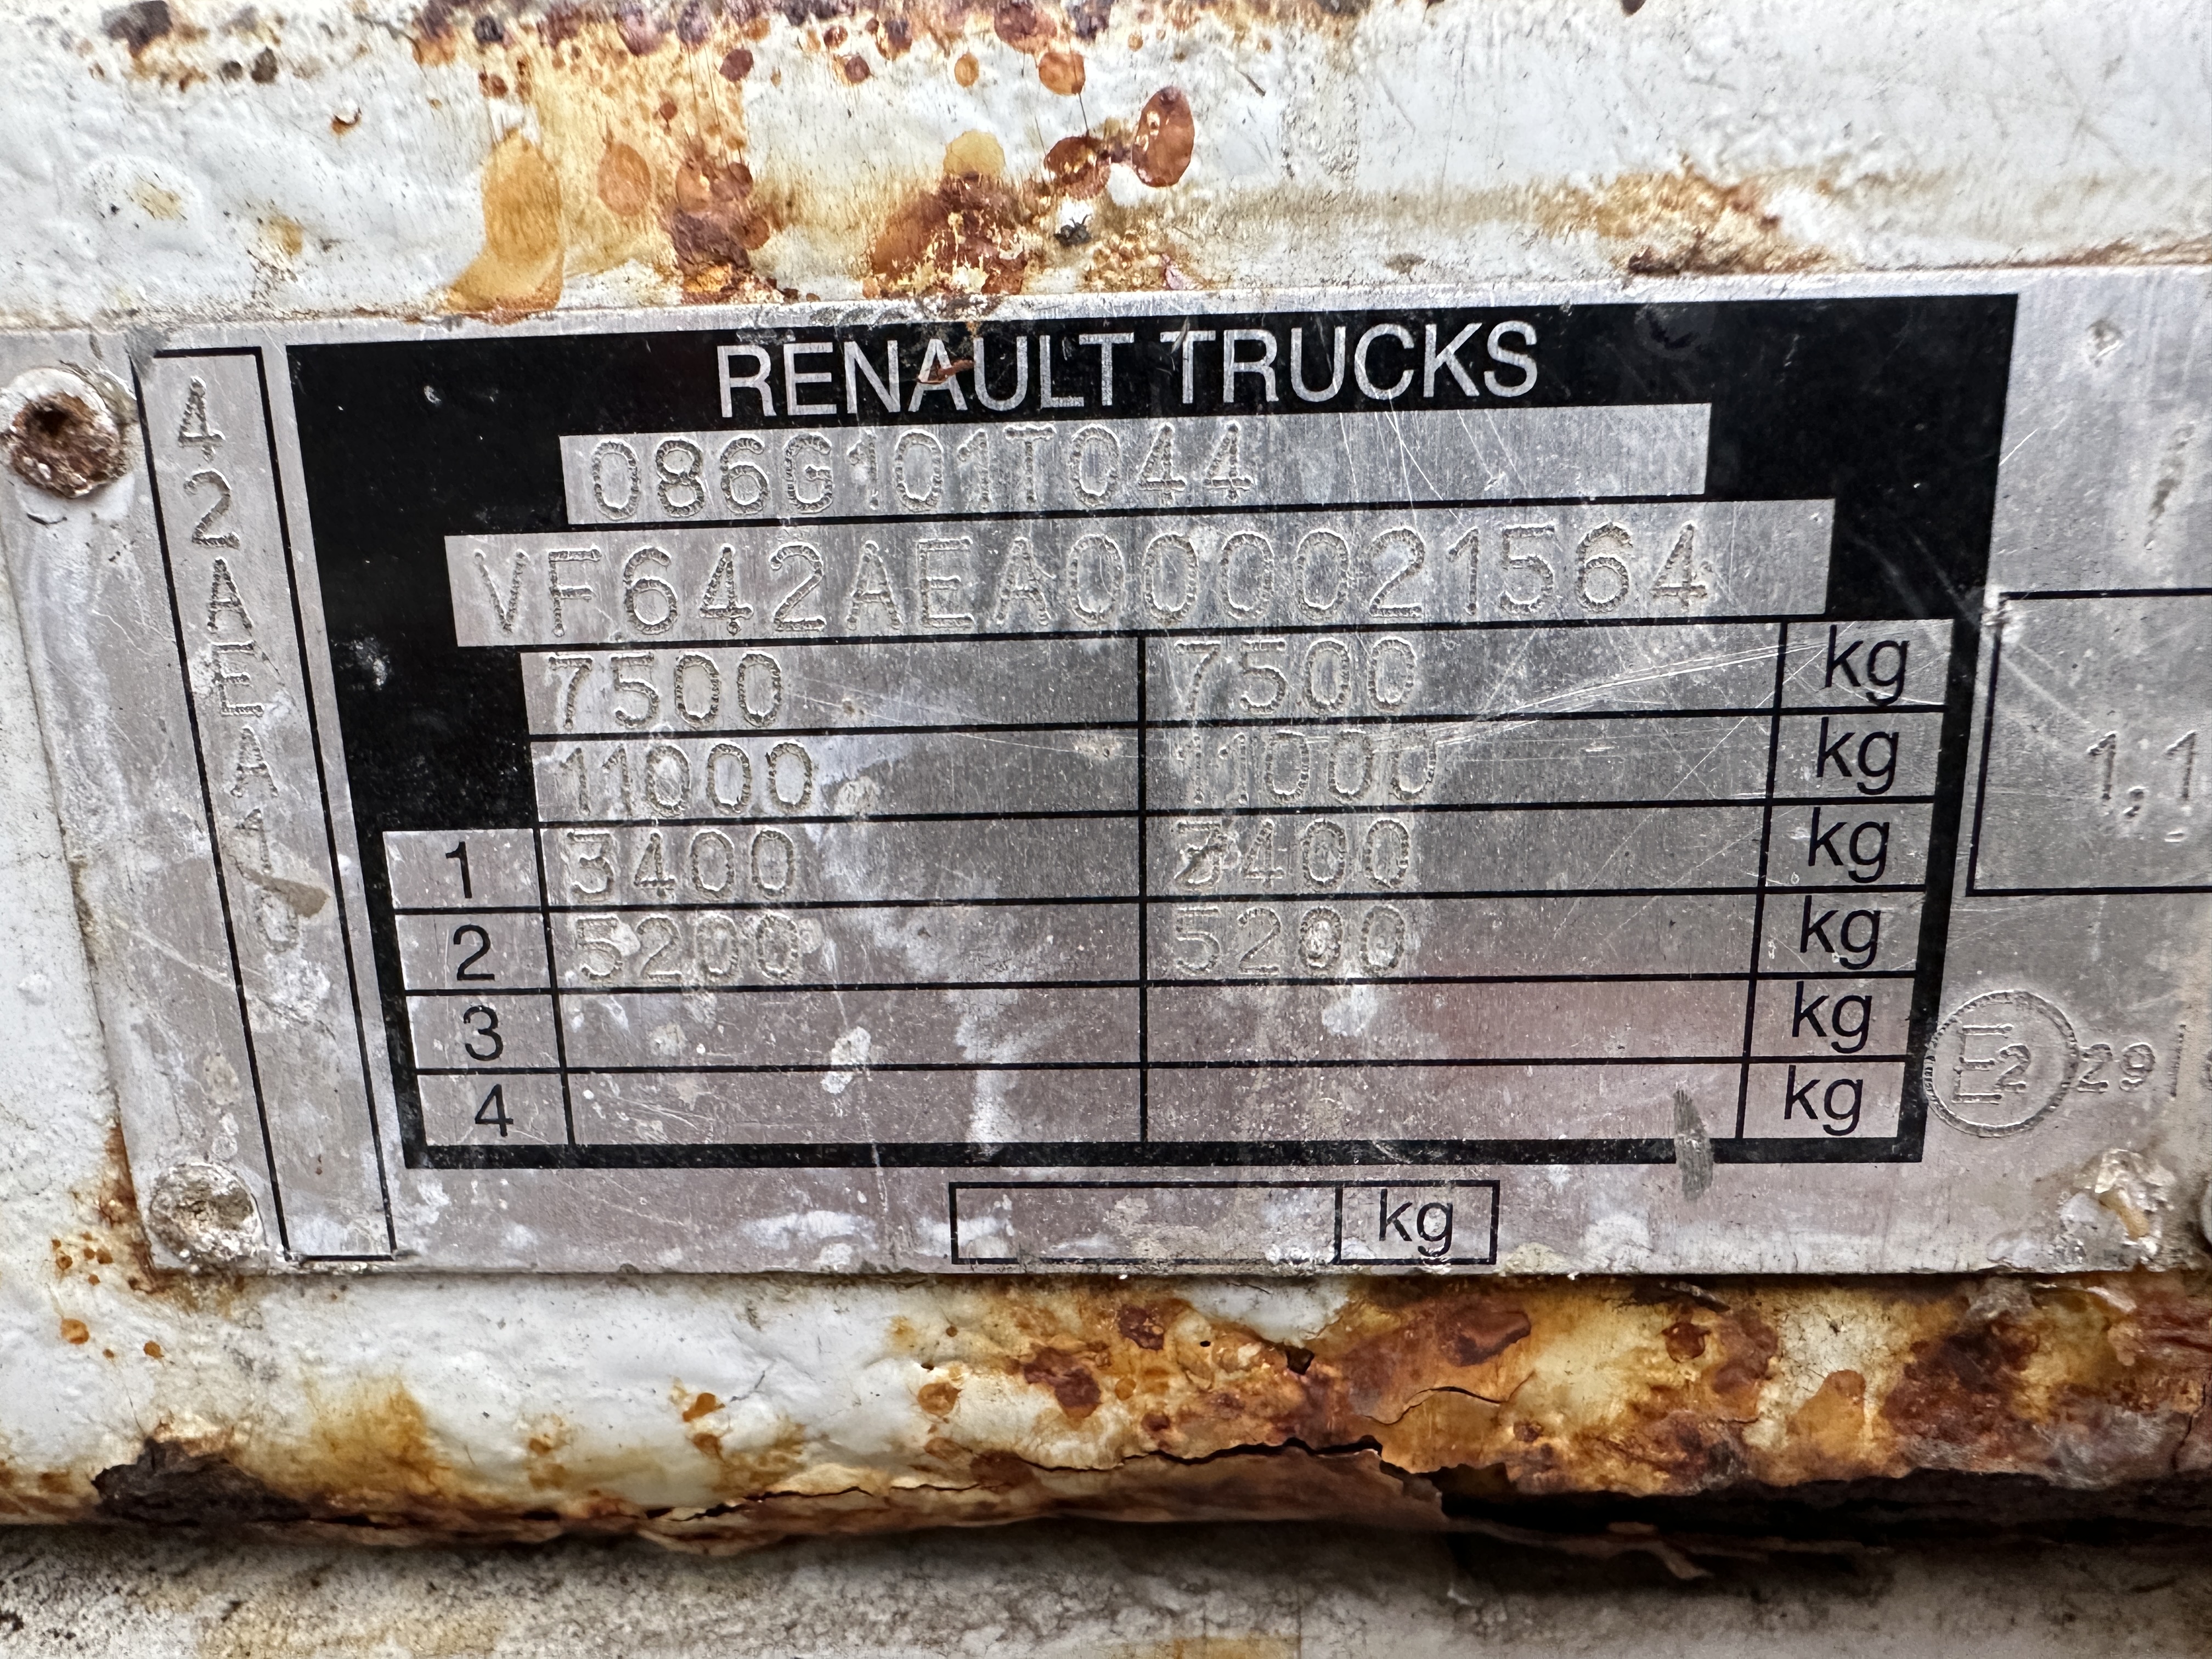 42AEA10
RENAULT TRUCKS
086G101T044
VF642AEA000021564
7500 7500 kg
11000 11000 kg
1 3400 3400 kg
2 5200 5200 kg
3 kg
4 kg
kg
1,1
E2 29